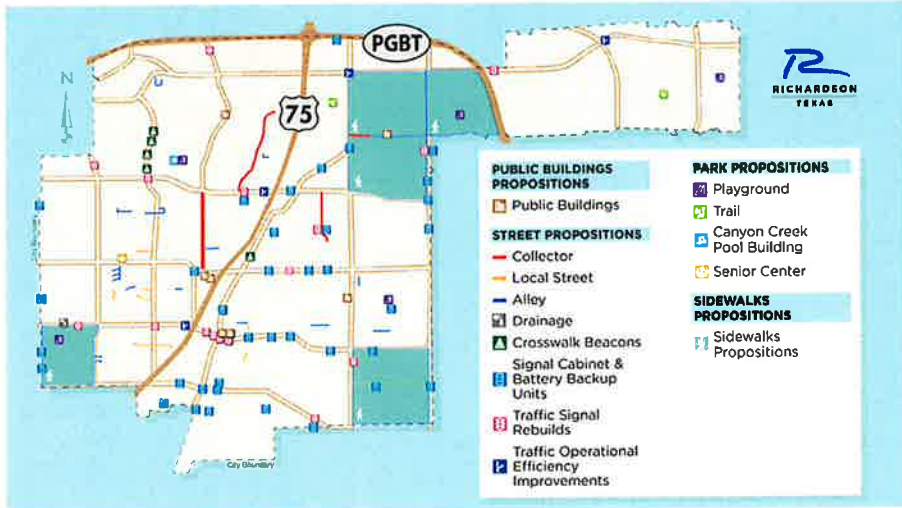 PGBT
N
75
RICHARDSON
TEXAS
PUBLIC BUILDINGS
PROPOSITIONS
Public Buildings
STREET PROPOSITIONS
Collector
Local Street
Alley
Drainage
Crosswalk Beacons
Signal Cabinet &
Battery Backup
Units
Traffic Signal
Rebuilds
Traffic Operational
Efficiency
Improvements
PARK PROPOSITIONS
Playground
Trail
Canyon Creek
Pool Building
Senior Center
SIDEWALKS
PROPOSITIONS
Sidewalks
Propositions
City Boundary
City Boundary